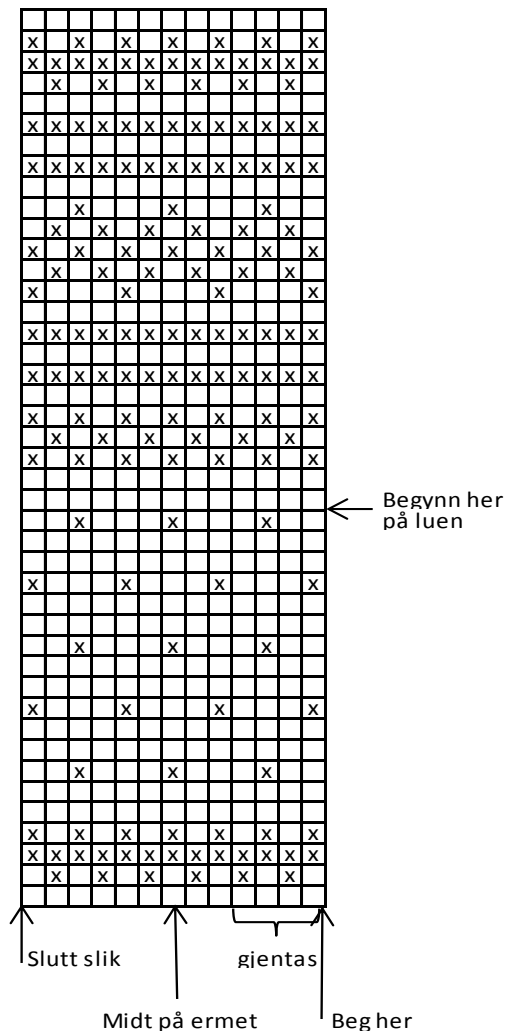 Begynn her
på luen
Slutt slik
gjentas
Midt på ermet
Beg her